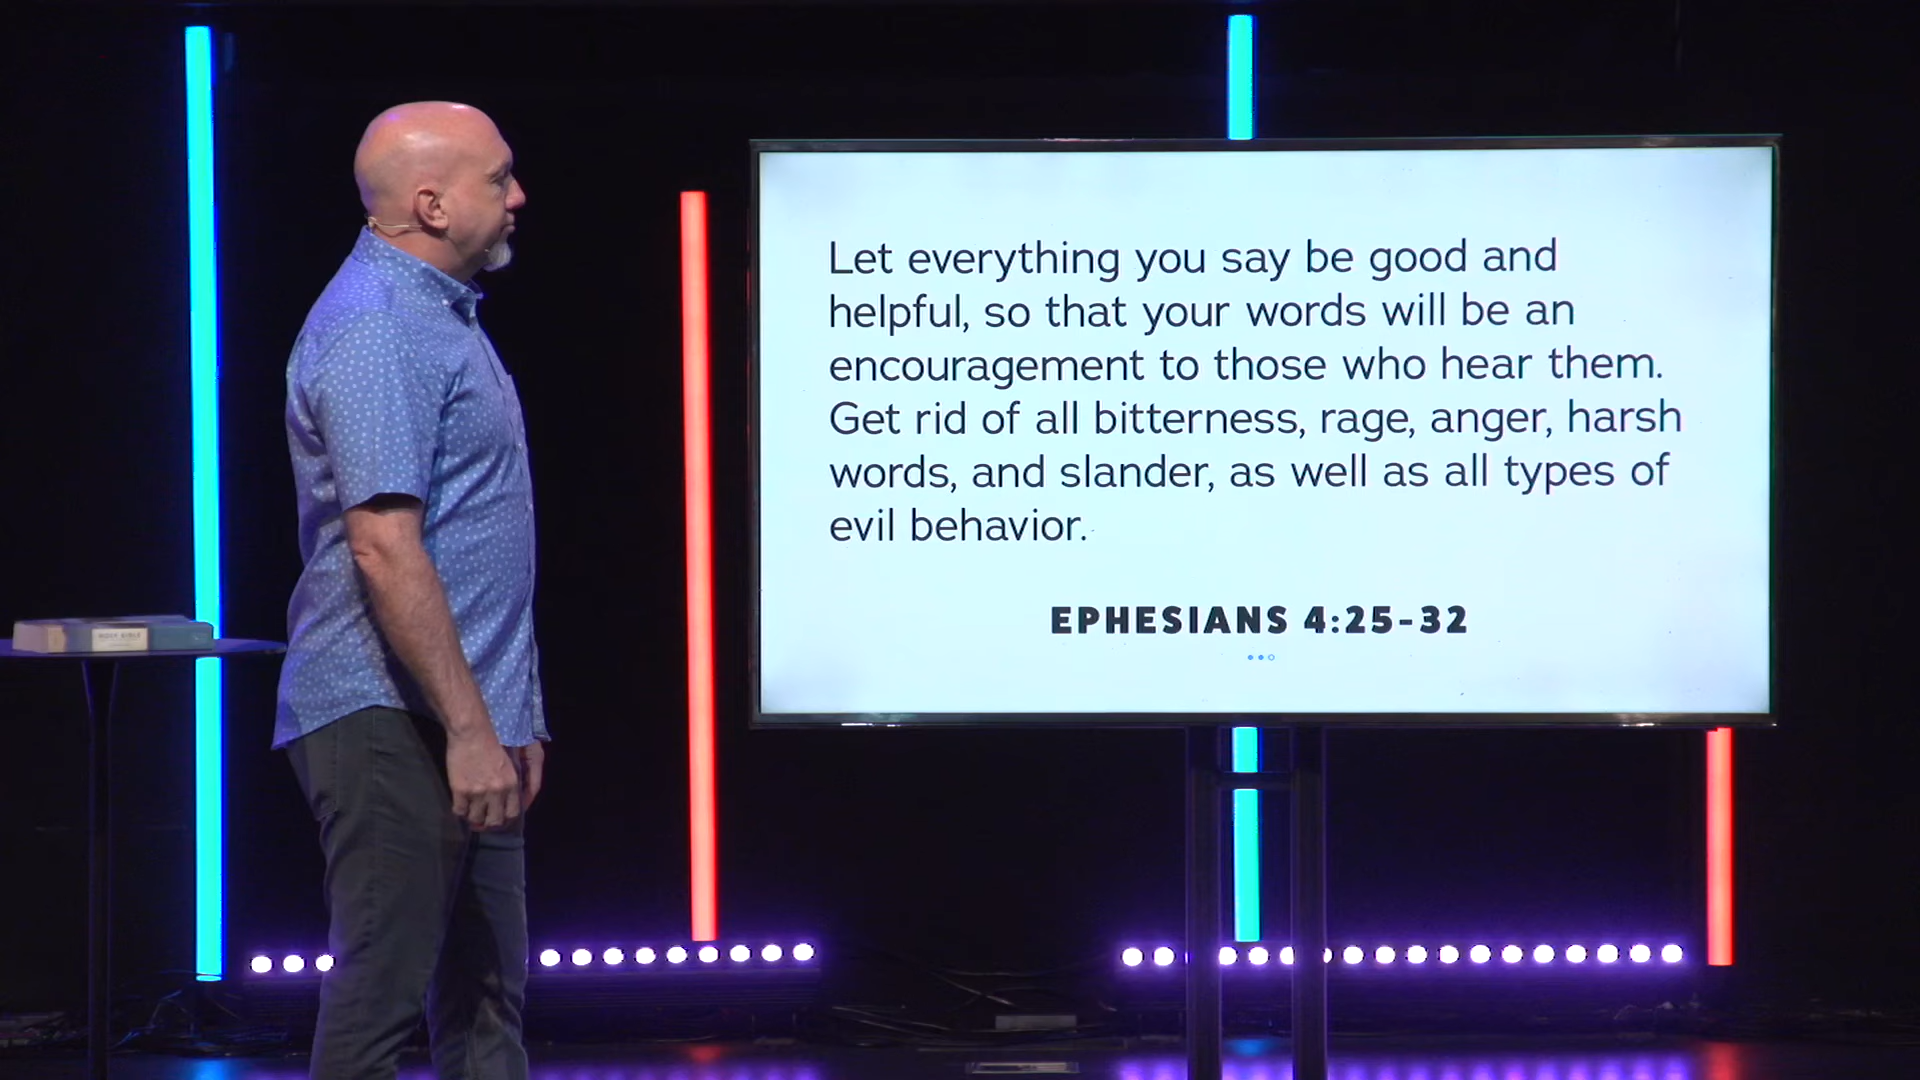 Let everything you say be good and
helpful, so that your words will be an
encouragement to those who hear them.
Get rid of all bitterness, rage, anger, harsh
words, and slander, as well as all types of
evil behavior.
EPHESIANS 4:25-32